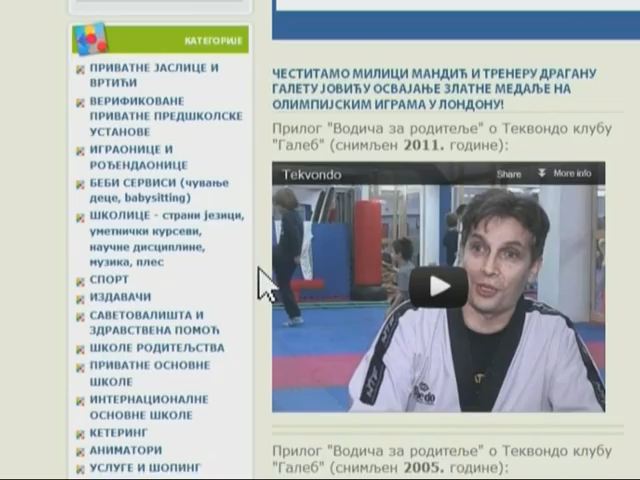 КАТЕГОРИЈЕ
ПРИВАТНЕ ЈАСЛИЦЕ И
ВРТИЋИ
ВЕРИФИКОВАНЕ
ПРИВАТНЕ ПРЕДШКОЛСКЕ
УСТАНОВЕ
ИГРАОНИЦЕ И
РОЂЕНДАОНИЦЕ
БЕБИ СЕРВИСИ (чување
деце, babysitting)
ШКОЛИЦЕ - страни језици,
уметнички курсеви,
научне дисциплине,
музика, плес
СПОРТ
ИЗДАВАЧИ
САВЕТОВАЛИШТА И
ЗДРАВСТВЕНА ПОМОЋ
ШКОЛЕ РОДИТЕЉСТВА
ПРИВАТНЕ ОСНОВНЕ
ШКОЛЕ
ИНТЕРНАЦИОНАЛНЕ
ОСНОВНЕ ШКОЛЕ
КЕТЕРИНГ
АНИМАТОРИ
УСЛУГЕ И ШОПИНГ
ЧЕСТИТАМО МИЛИЦИ МАНДИЋ И ТРЕНЕРУ ДРАГАНУ
ГАЛЕТУ ЈОВИЋУ ОСВАЈАЊЕ ЗЛАТНЕ МЕДАЉЕ НА
ОЛИМПИЈСКИМ ИГРАМА У ЛОНДОНУ!
Прилог "Водича за родитеље" о Теквондо клубу
"Галеб" (снимљен 2011. године):
Tekvondo Share More info
Прилог "Водича за родитеље" о Теквондо клубу
"Галеб" (снимљен 2005. године):